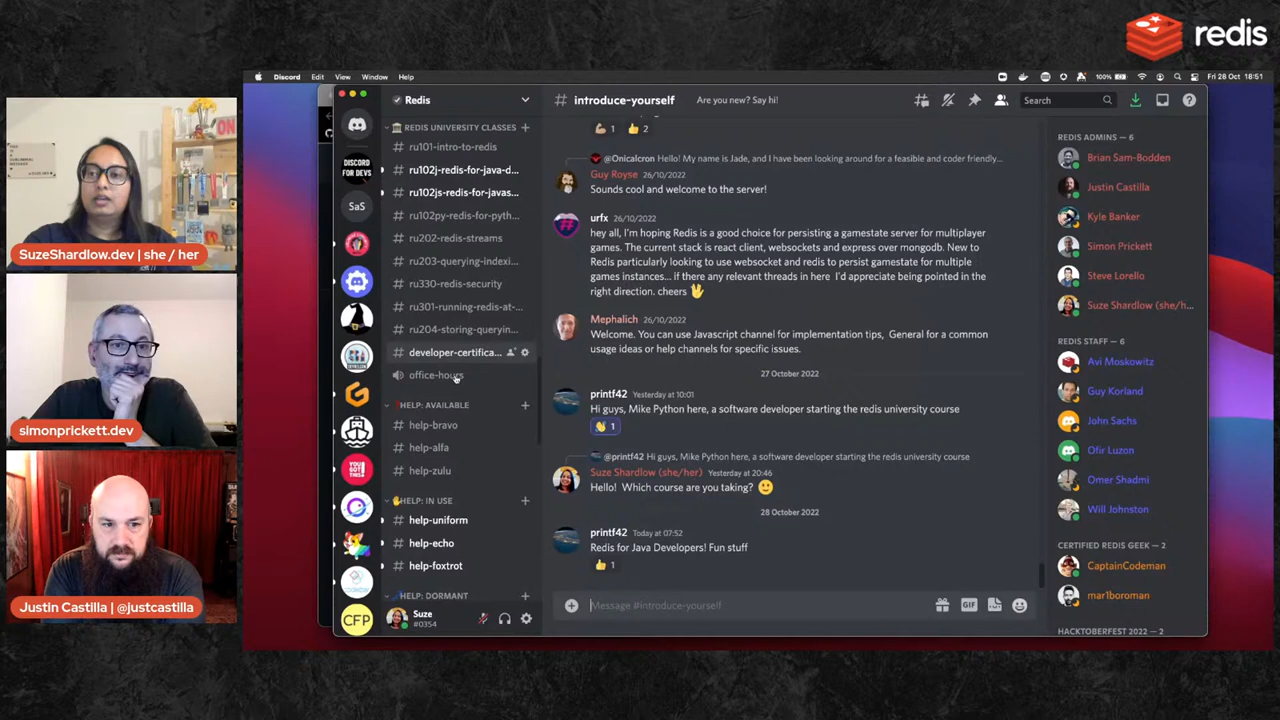 redis
Discord Edit View Window Help
100% Fri 28 Oct 18:51
SuzeShardlow.dev | she / her
simonprickett.dev
Justin Castilla | @justcastilla
DISCORD FOR DEVS
SaS
YOU GOT THIS!
CFP
Redis
REDIS UNIVERSITY CLASSES
ru101-intro-to-redis
ru102j-redis-for-java-d...
ru102js-redis-for-javas...
ru102py-redis-for-pyth...
ru202-redis-streams
ru203-querying-indexi...
ru330-redis-security
ru301-running-redis-at-...
ru204-storing-queryin...
developer-certifica...
office-hours
HELP: AVAILABLE
help-bravo
help-alfa
help-zulu
HELP: IN USE
help-uniform
help-echo
help-foxtrot
HELP: DORMANT
Suze
#0354
# introduce-yourself Are you new? Say hi! Search
1 2
@Onicalcron Hello! My name is Jade, and I have been looking around for a feasible and coder friendly...
Guy Royse 26/10/2022
Sounds cool and welcome to the server!
urfx 26/10/2022
hey all, I'm hoping Redis is a good choice for persisting a gamestate server for multiplayer
games. The current stack is react client, websockets and express over mongodb. New to
Redis particularly looking to use websocket and redis to persist gamestate for multiple
games instances... if there any relevant threads in here I'd appreciate being pointed in the
right direction. cheers 🖖
Mephalich 26/10/2022
Welcome. You can use Javascript channel for implementation tips, General for a common
usage ideas or help channels for specific issues.
27 October 2022
printf42 Yesterday at 10:01
Hi guys, Mike Python here, a software developer starting the redis university course
👋 1
@printf42 Hi guys, Mike Python here, a software developer starting the redis university course
Suze Shardlow (she/her) Yesterday at 20:46
Hello! Which course are you taking? 🙂
28 October 2022
printf42 Today at 07:52
Redis for Java Developers! Fun stuff
👍 1
Message #introduce-yourself
GIF
REDIS ADMINS — 6
Brian Sam-Bodden
Justin Castilla
Kyle Banker
Simon Prickett
Steve Lorello
Suze Shardlow (she/h...
REDIS STAFF — 6
Avi Moskowitz
Guy Korland
John Sachs
Ofir Luzon
Omer Shadmi
Will Johnston
CERTIFIED REDIS GEEK — 2
CaptainCodeman
mar1boroman
HACKTOBERFEST 2022 — 2